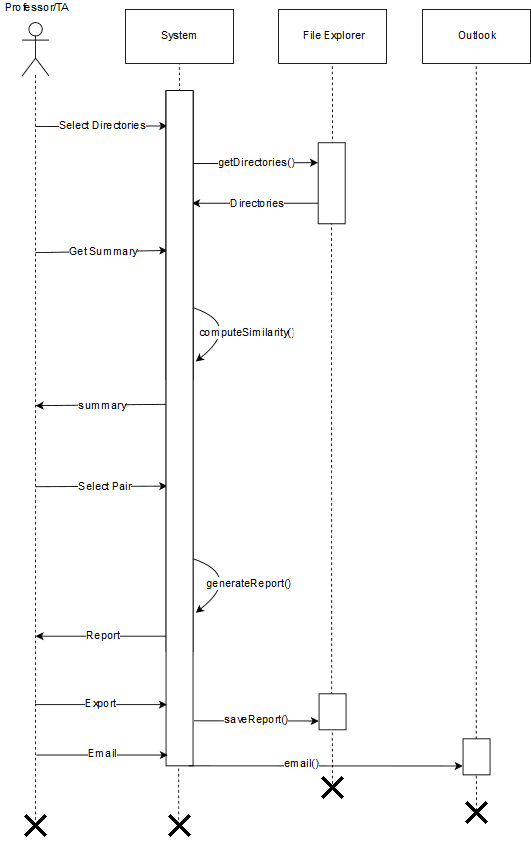 Professor/TA
System
File Explorer
Outlook
Select Directories
getDirectories()
Directories
Get Summary
computeSimilarity()
summary
Select Pair
generateReport()
Report
Export
saveReport()
Email
email()